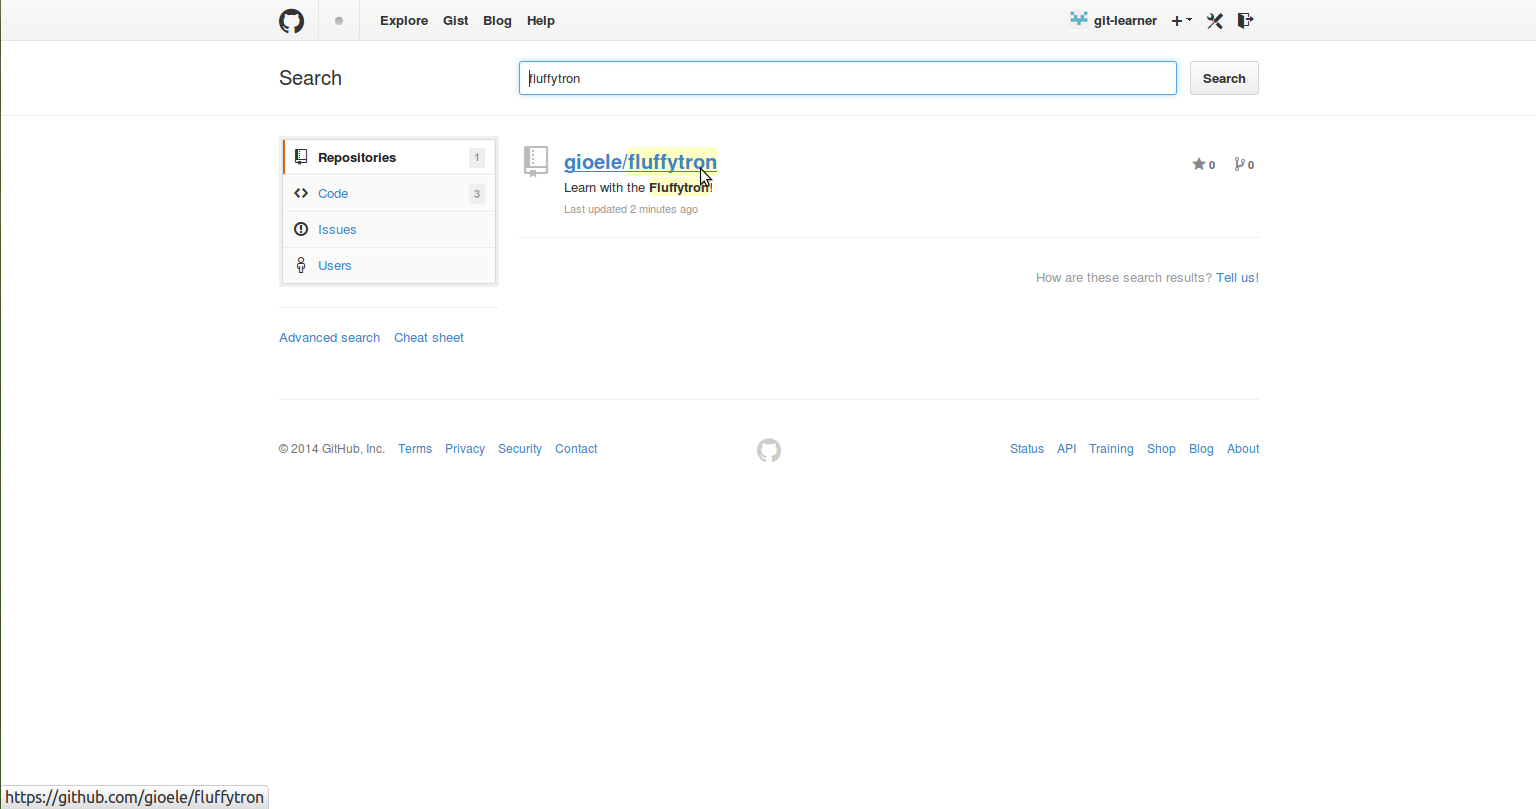 Explore Gist Blog Help git-learner
Search fluffytron Search
Repositories 1
Code 3
Issues
Users
Advanced search Cheat sheet
gioele/fluffytron 0 0
Learn with the Fluffytron!
Last updated 2 minutes ago
How are these search results? Tell us!
© 2014 GitHub, Inc. Terms Privacy Security Contact Status API Training Shop Blog About
https://github.com/gioele/fluffytron